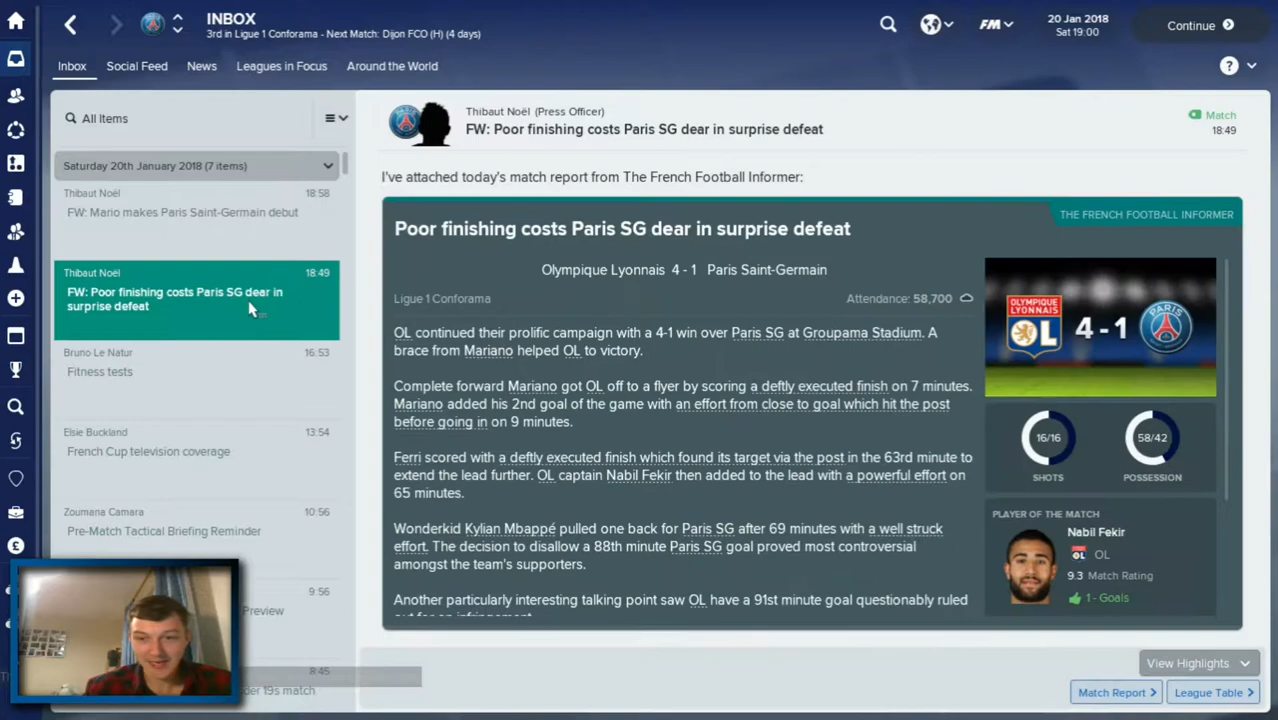 INBOX
3rd in Ligue 1 Conforama - Next Match: Dijon FCO (H) (4 days)
FM
20 Jan 2018
Sat 19:00
Continue
Inbox
Social Feed
News
Leagues in Focus
Around the World
?
All Items
Saturday 20th January 2018 (7 items)
Thibaut Noël 18:58
FW: Mario makes Paris Saint-Germain debut
Thibaut Noël 18:49
FW: Poor finishing costs Paris SG dear in
surprise defeat
Bruno Le Natur 16:53
Fitness tests
Elsie Buckland 13:54
French Cup television coverage
Zoumana Camara 10:56
Pre-Match Tactical Briefing Reminder
9:56
Preview
8:45
19s match
Thibaut Noël (Press Officer)
FW: Poor finishing costs Paris SG dear in surprise defeat
Match
18:49
I've attached today's match report from The French Football Informer:
THE FRENCH FOOTBALL INFORMER
Poor finishing costs Paris SG dear in surprise defeat
Olympique Lyonnais 4 - 1 Paris Saint-Germain
Ligue 1 Conforama
Attendance: 58,700
OL continued their prolific campaign with a 4-1 win over Paris SG at Groupama Stadium. A
brace from Mariano helped OL to victory.
Complete forward Mariano got OL off to a flyer by scoring a deftly executed finish on 7 minutes.
Mariano added his 2nd goal of the game with an effort from close to goal which hit the post
before going in on 9 minutes.
Ferri scored with a deftly executed finish which found its target via the post in the 63rd minute to
extend the lead further. OL captain Nabil Fekir then added to the lead with a powerful effort on
65 minutes.
Wonderkid Kylian Mbappé pulled one back for Paris SG after 69 minutes with a well struck
effort. The decision to disallow a 88th minute Paris SG goal proved most controversial
amongst the team's supporters.
Another particularly interesting talking point saw OL have a 91st minute goal questionably ruled
out for an infringement.
OLYMPIQUE
LYONNAIS
OL
4 - 1
PARIS
16/16
SHOTS
58/42
POSSESSION
PLAYER OF THE MATCH
Nabil Fekir
OL
9.3 Match Rating
1 - Goals
View Highlights
Match Report
League Table